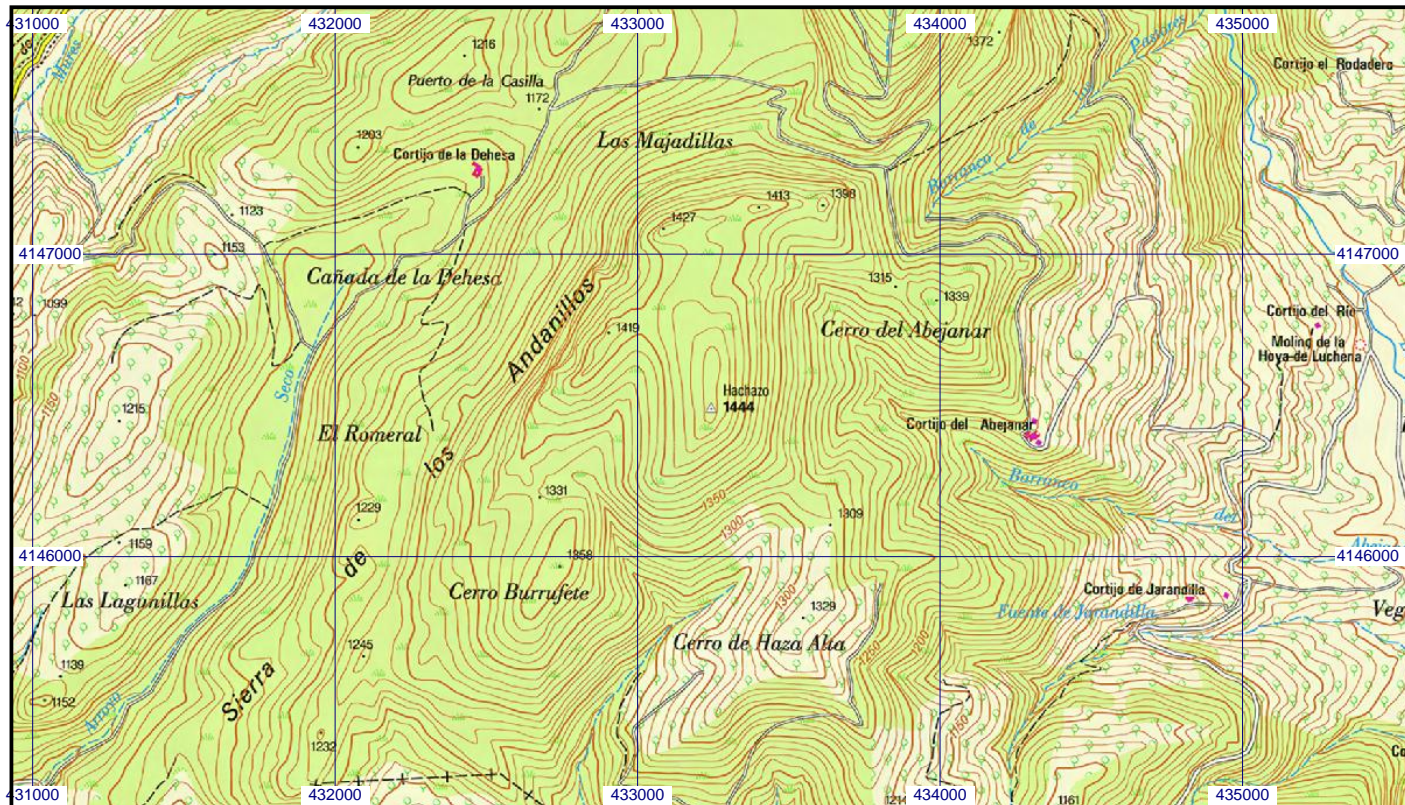 431000 432000 433000 434000 435000
Mures
1216
1372
Pastores
Puerto de la Casilla
Cortijo el Rodadero
1172
los
de
Barranco
Las Majadillas
1203
Cortijo de la Dehesa
1413
1398
1427
1123
1153
4147000 4147000
Cañada de la Dehesa
1315
1339
1099
Andanillos
Cortijo del Río
1419
Cerro del Abejanar
Molino de la
Hoya de Luchena
1100
1150
Seco
Hachazo
1444
1215
El Romeral
Cortijo del Abejanar
los
Barranco
del
1331
1350
1300
1229
1309
1159
4146000 4146000
1358
de
1167
Las Lagunillas
Cerro Burrufete
1300
1329
Cortijo de Jarandilla
Fuente de Jarandilla
Cerro de Haza Alta
1250
1200
1245
1139
Sierra
1152
Arroyo
1150
1232
1161
431000 432000 433000 434000 435000